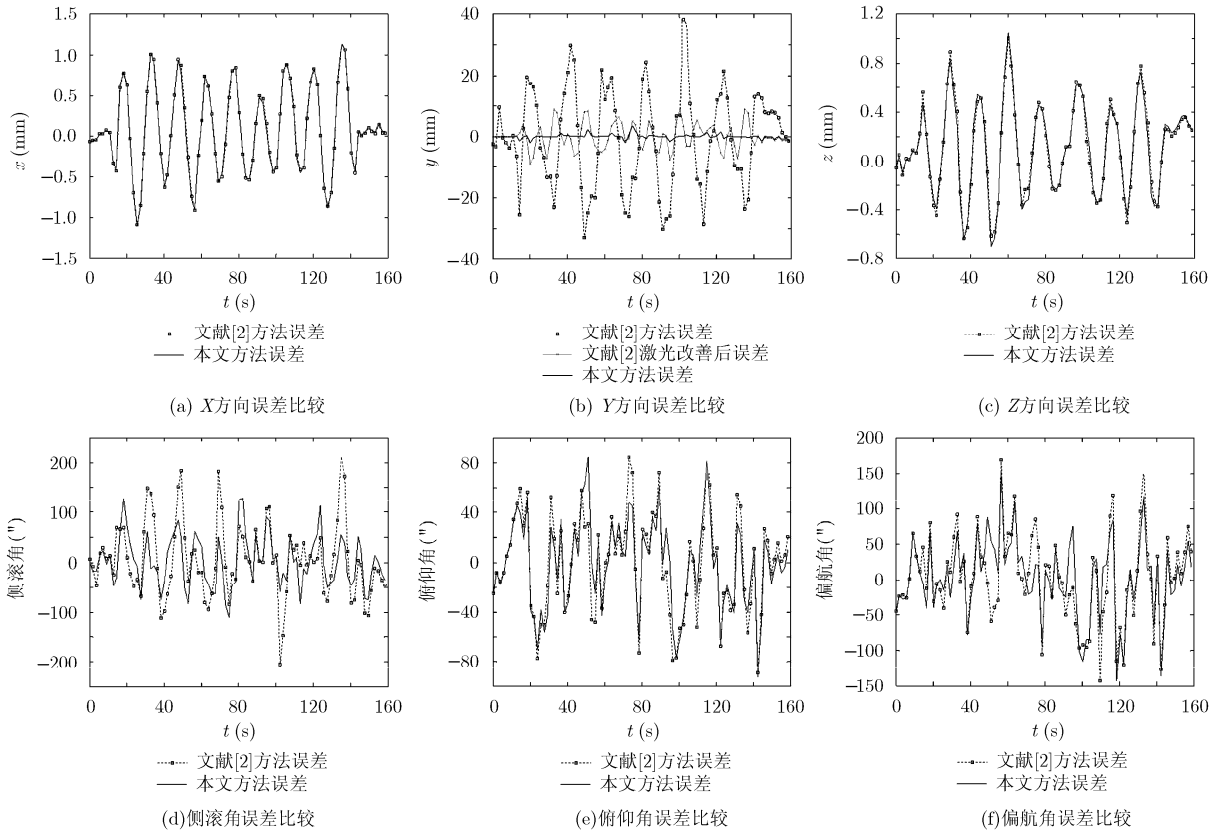 1.5
1.0
0.5
0.0
−0.5
−1.0
−1.5
x (mm)
0 40 80 120 160
t (s)
文献[2]方法误差
本文方法误差
(a) X方向误差比较
40
20
0
−20
−40
y (mm)
0 40 80 120 160
t (s)
文献[2]方法误差
文献[2]激光改善后误差
本文方法误差
(b) Y方向误差比较
1.2
0.8
0.4
0.0
−0.4
−0.8
z (mm)
0 40 80 120 160
t (s)
文献[2]方法误差
本文方法误差
(c) Z方向误差比较
200
100
0
−100
−200
侧滚角(″)
0 40 80 120 160
t (s)
文献[2]方法误差
本文方法误差
(d)侧滚角误差比较
80
40
0
−40
−80
俯仰角(″)
0 40 80 120 160
t (s)
文献[2]方法误差
本文方法误差
(e)俯仰角误差比较
200
150
100
50
0
−50
−100
−150
偏航角(″)
0 40 80 120 160
t (s)
文献[2]方法误差
本文方法误差
(f)偏航角误差比较